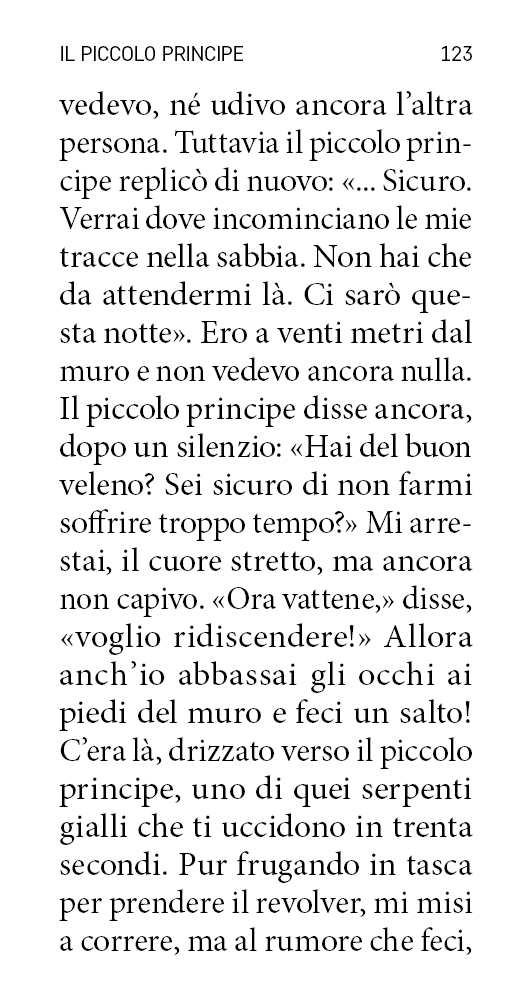 IL PICCOLO PRINCIPE 123
vedevo, né udivo ancora l’altra
persona. Tuttavia il piccolo prin-
cipe replicò di nuovo: «... Sicuro.
Verrai dove incominciano le mie
tracce nella sabbia. Non hai che
da attendermi là. Ci sarò que-
sta notte». Ero a venti metri dal
muro e non vedevo ancora nulla.
Il piccolo principe disse ancora,
dopo un silenzio: «Hai del buon
veleno? Sei sicuro di non farmi
soffrire troppo tempo?» Mi arre-
stai, il cuore stretto, ma ancora
non capivo. «Ora vattene,» disse,
«voglio ridiscendere!» Allora
anch’io abbassai gli occhi ai
piedi del muro e feci un salto!
C’era là, drizzato verso il piccolo
principe, uno di quei serpenti
gialli che ti uccidono in trenta
secondi. Pur frugando in tasca
per prendere il revolver, mi misi
a correre, ma al rumore che feci,